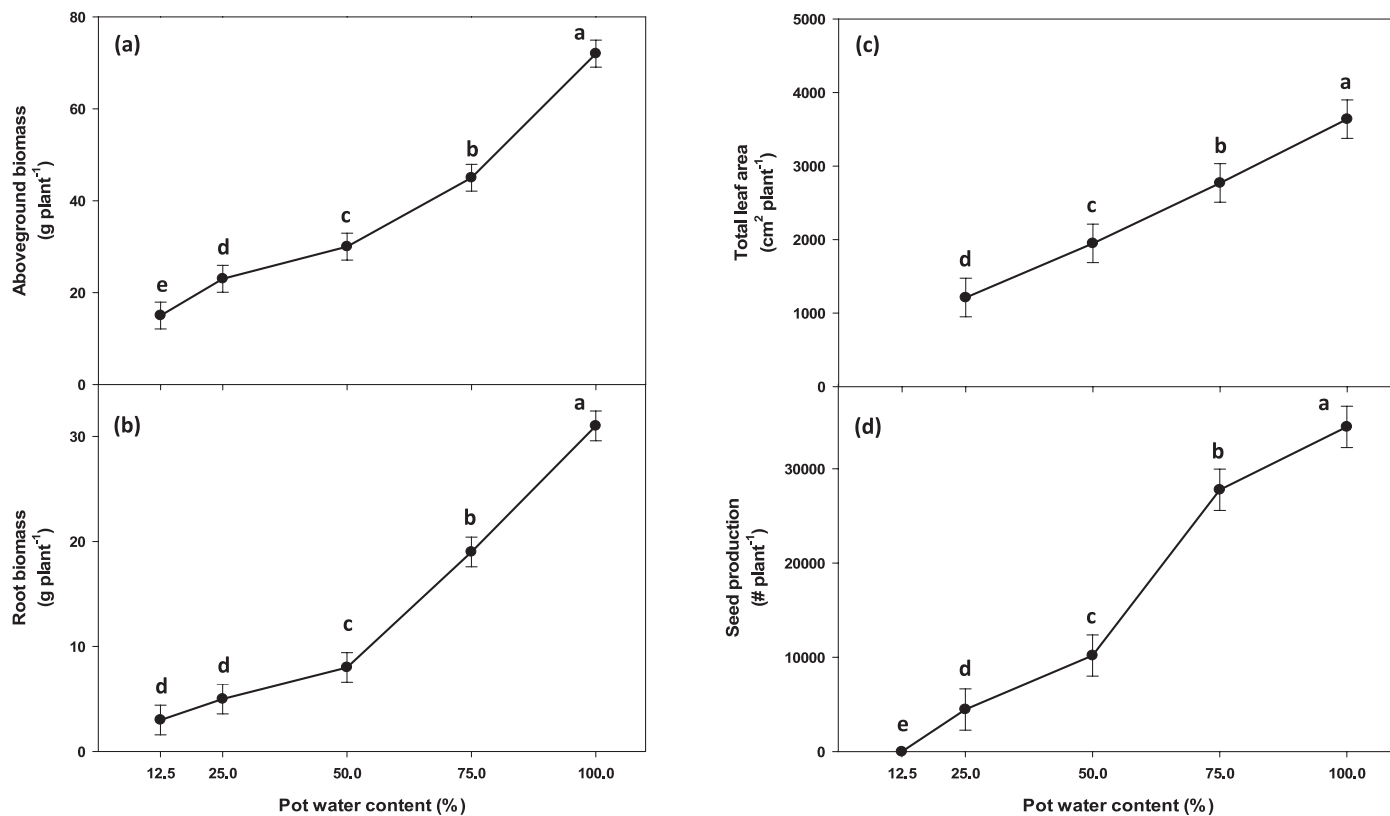 (a)
80
60
40
20
0
Aboveground biomass
(g plant⁻¹)
e
d
c
b
a
(b)
30
20
10
0
Root biomass
(g plant⁻¹)
d
d
c
b
a
12.5
25.0
50.0
75.0
100.0
Pot water content (%)
(c)
5000
4000
3000
2000
1000
0
Total leaf area
(cm² plant⁻¹)
d
c
b
a
(d)
30000
20000
10000
0
Seed production
(# plant⁻¹)
e
d
c
b
a
12.5
25.0
50.0
75.0
100.0
Pot water content (%)